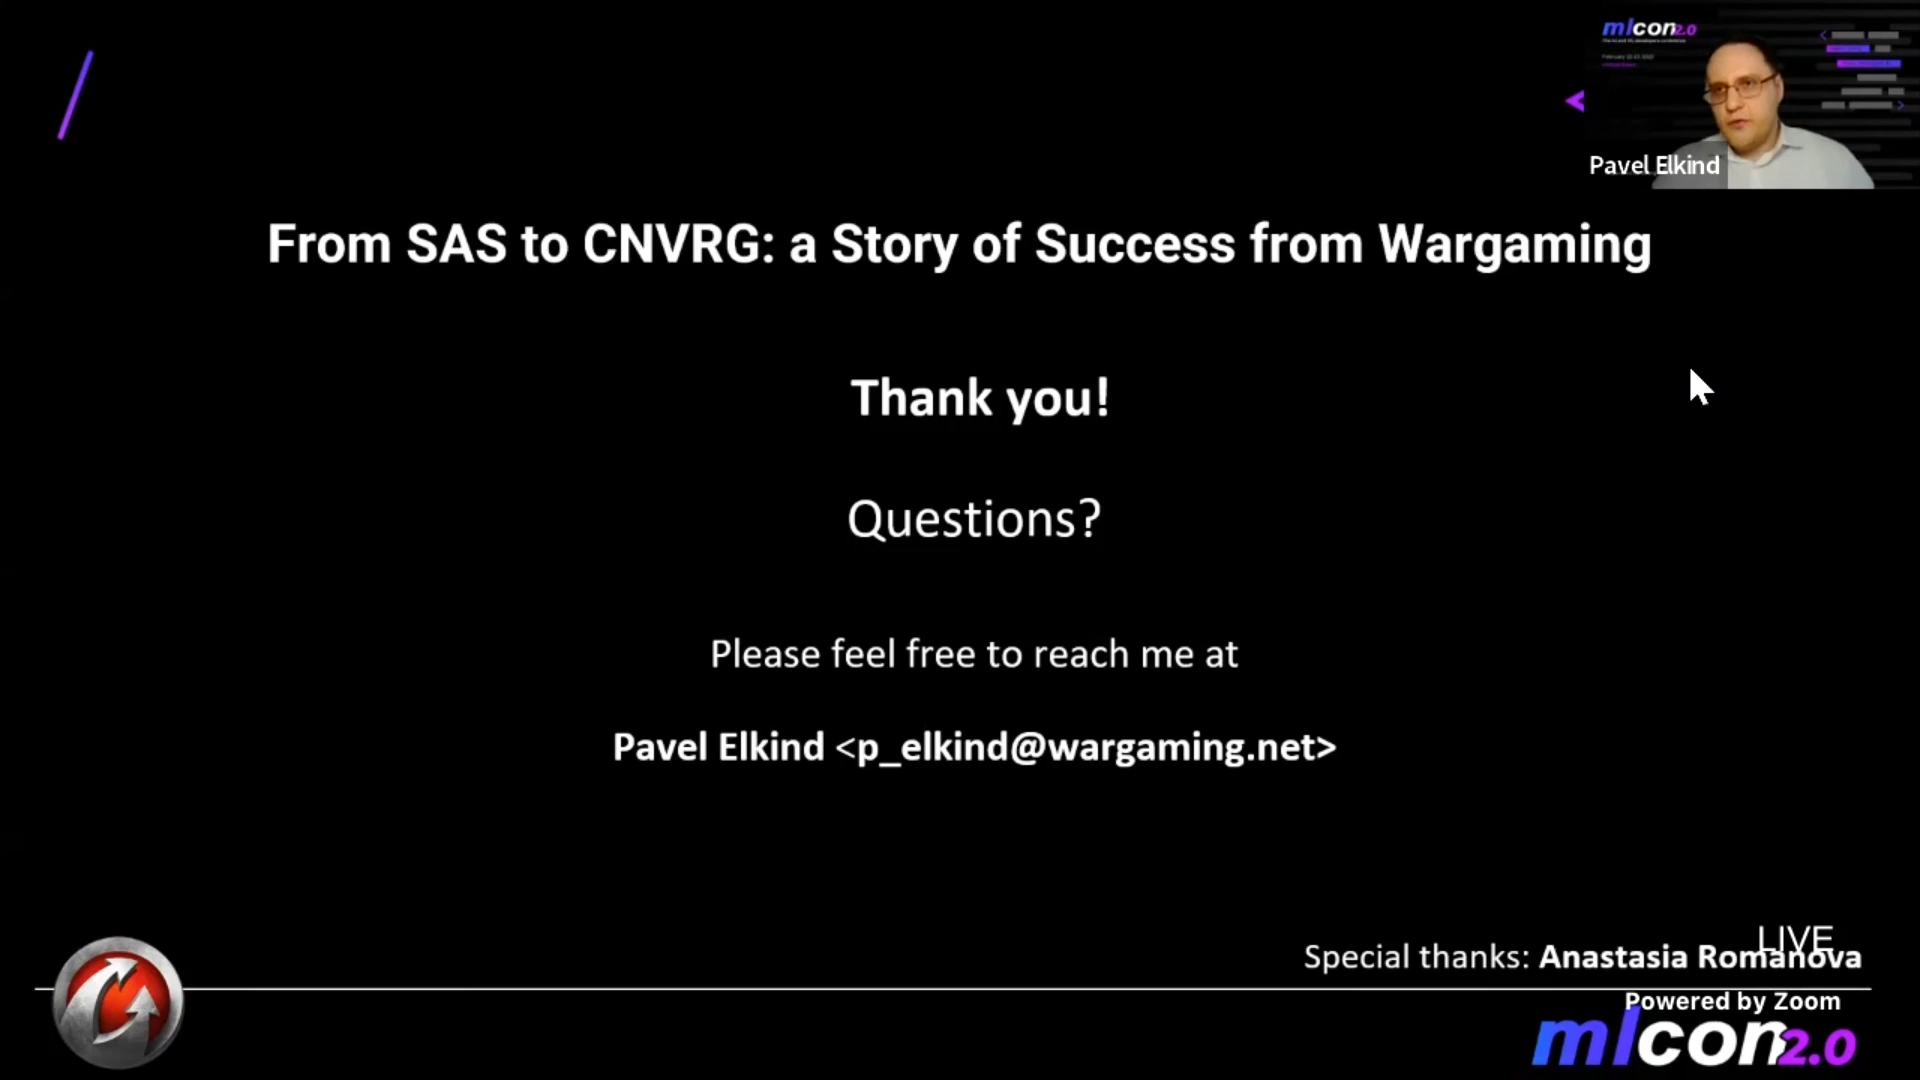 mlcon2.0
Pavel Elkind
From SAS to CNVRG: a Story of Success from Wargaming
Thank you!
Questions?
Please feel free to reach me at
Pavel Elkind <p_elkind@wargaming.net>
LIVE
Special thanks: Anastasia Romanova
Powered by Zoom
mlcon2.0